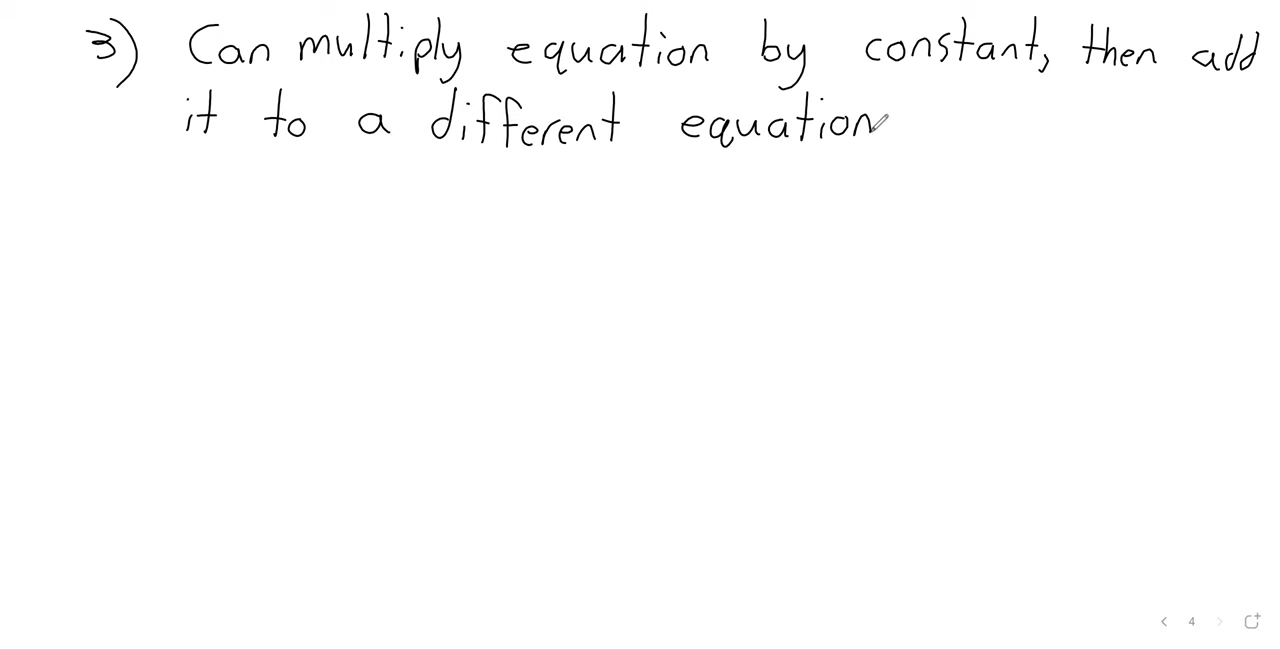 3) Can multiply equation by constant, then add
it to a different equation
4